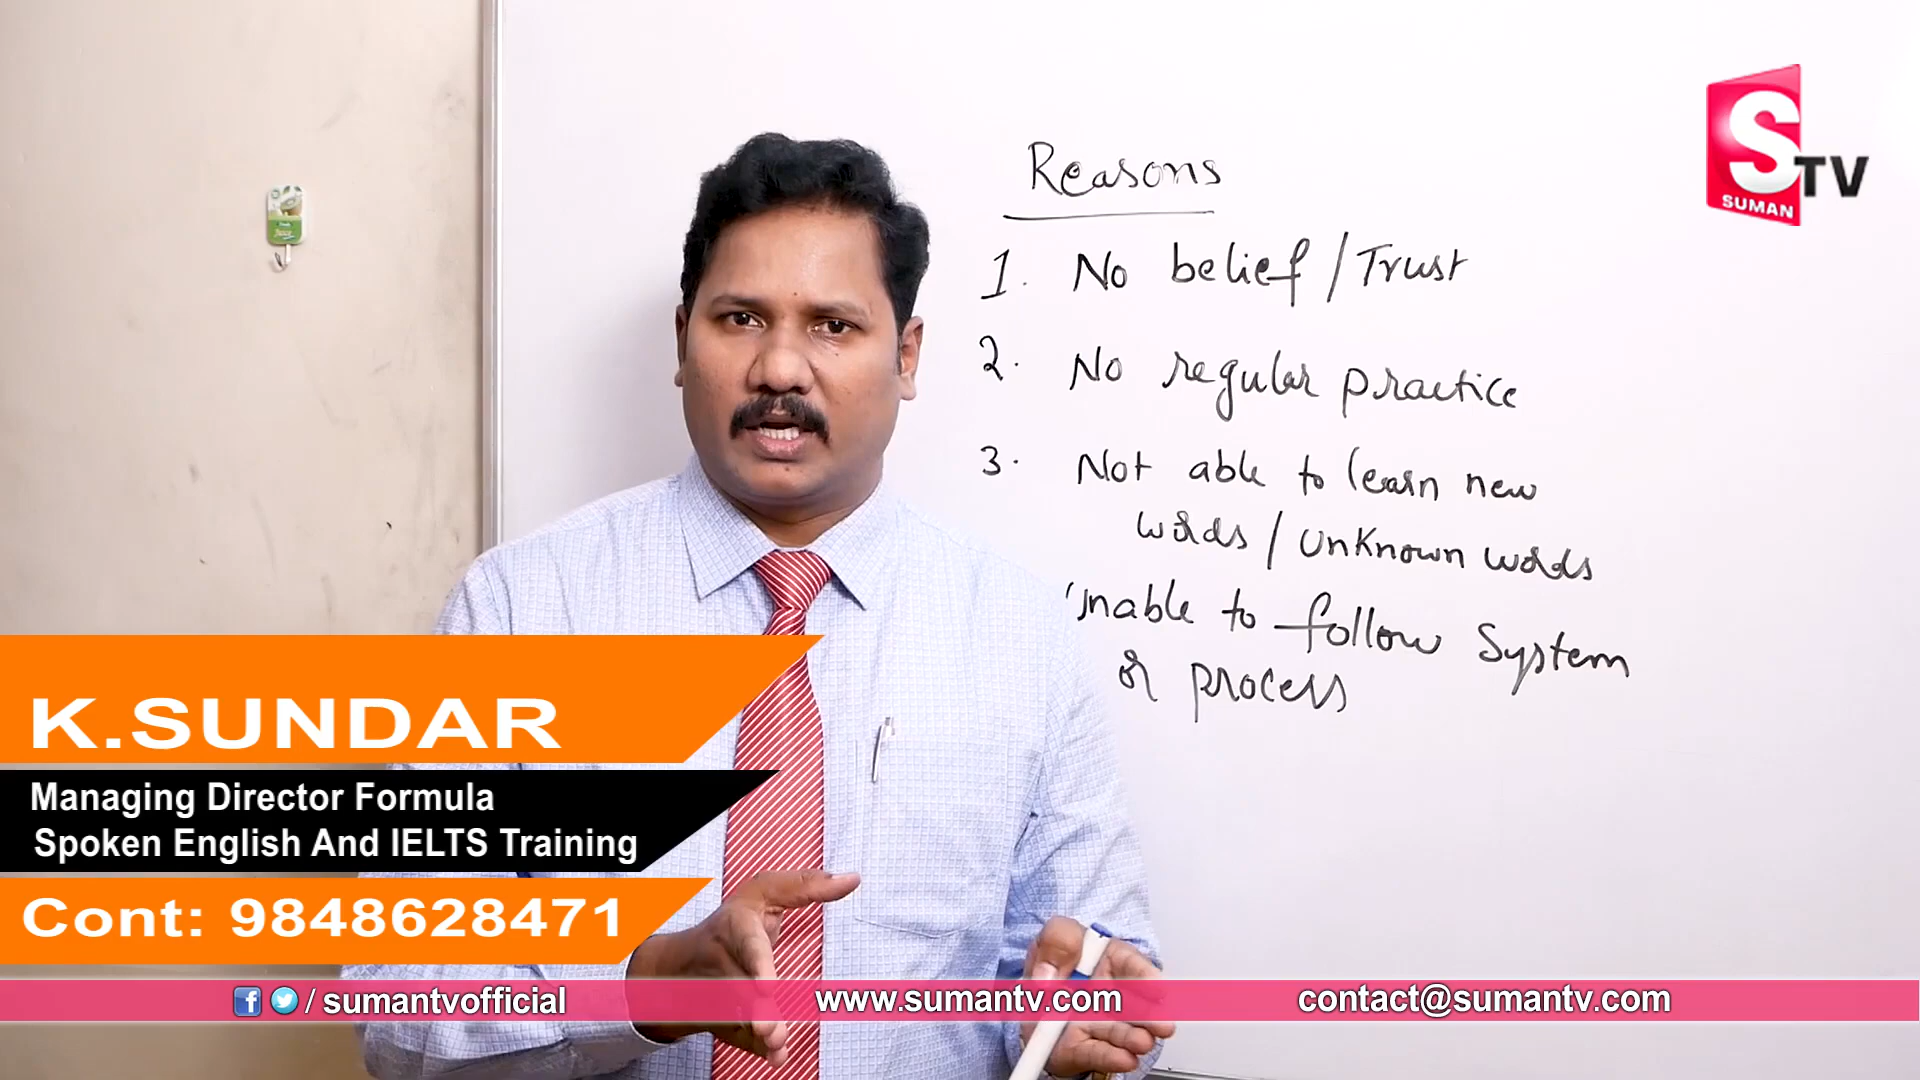 Reasons
1. No belief / Trust
2. No regular practice
3. Not able to learn new
words / unknown words
Unable to follow System
or process
S TV
SUMAN
K.SUNDAR
Managing Director Formula
Spoken English And IELTS Training
Cont: 9848628471
/ sumantvofficial
www.sumantv.com
contact@sumantv.com